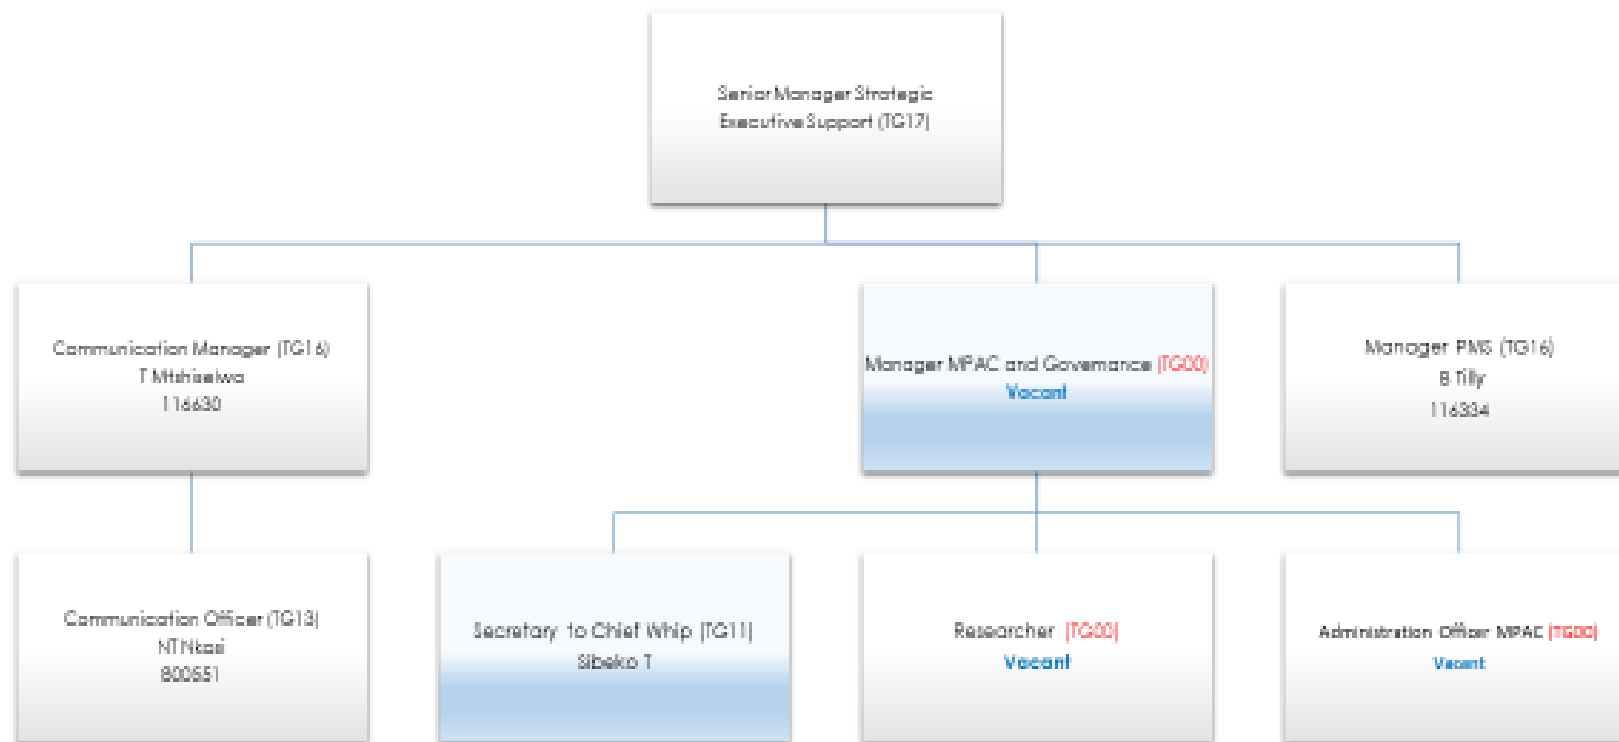 Senior Manager Strategic
Executive Support (TG17)
Communication Manager (TG16)
T Mtshiselwa
116630
Manager MPAC and Governance (TG00)
Vacant
Manager PMS (TG16)
B Tilly
116334
Communication Officer (TG13)
NT Nkosi
800551
Secretary to Chief Whip (TG11)
Sibeko T
Researcher (TG00)
Vacant
Administration Officer MPAC (TG00)
Vacant